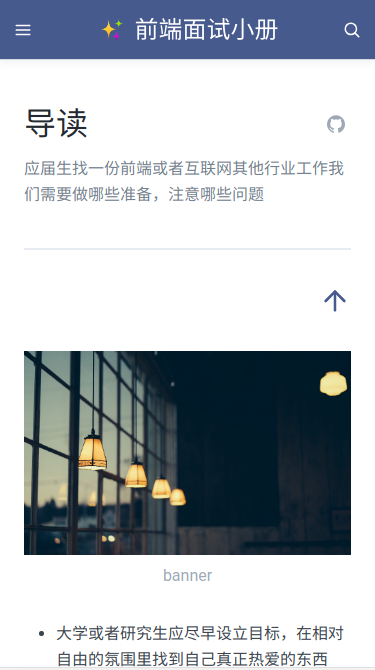 前端面试小册
导读
应届生找一份前端或者互联网其他行业工作我
们需要做哪些准备，注意哪些问题
banner
大学或者研究生应尽早设立目标，在相对
自由的氛围里找到自己真正热爱的东西